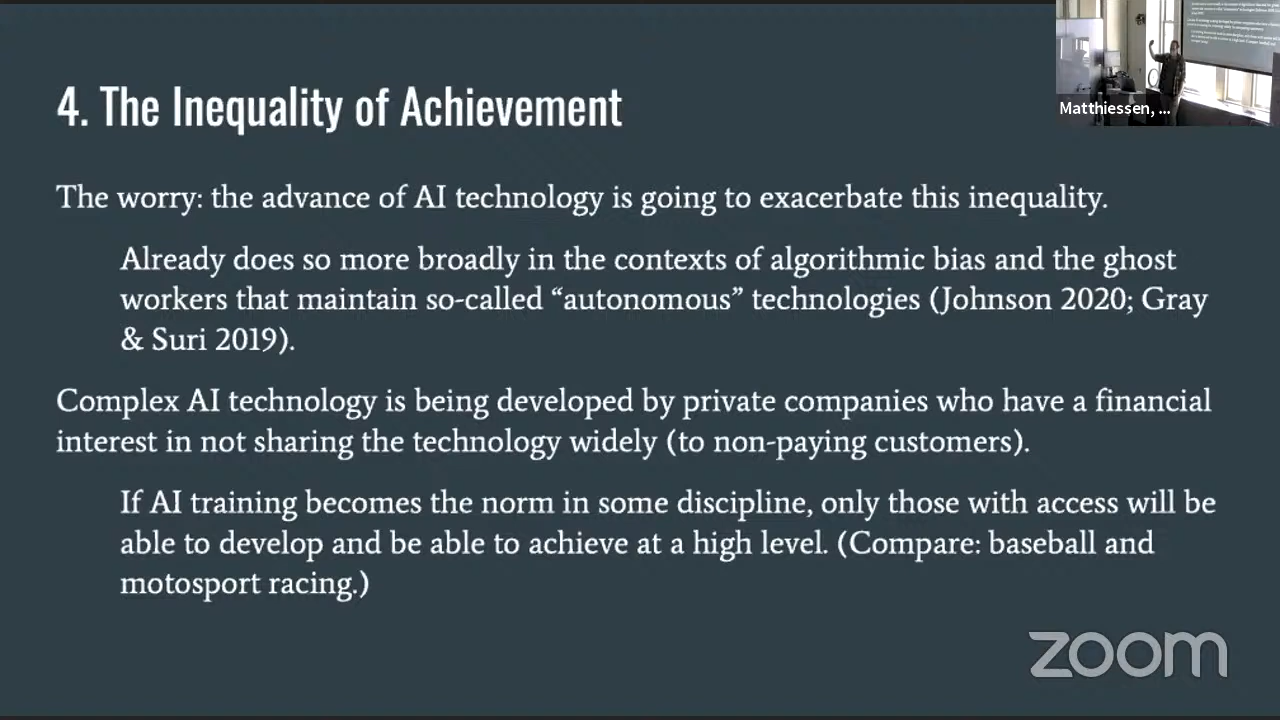 4. The Inequality of Achievement
Matthiessen, ...
The worry: the advance of AI technology is going to exacerbate this inequality.
Already does so more broadly in the contexts of algorithmic bias and the ghost
workers that maintain so-called “autonomous” technologies (Johnson 2020; Gray
& Suri 2019).
Complex AI technology is being developed by private companies who have a financial
interest in not sharing the technology widely (to non-paying customers).
If AI training becomes the norm in some discipline, only those with access will be
able to develop and be able to achieve at a high level. (Compare: baseball and
motosport racing.)
zoom